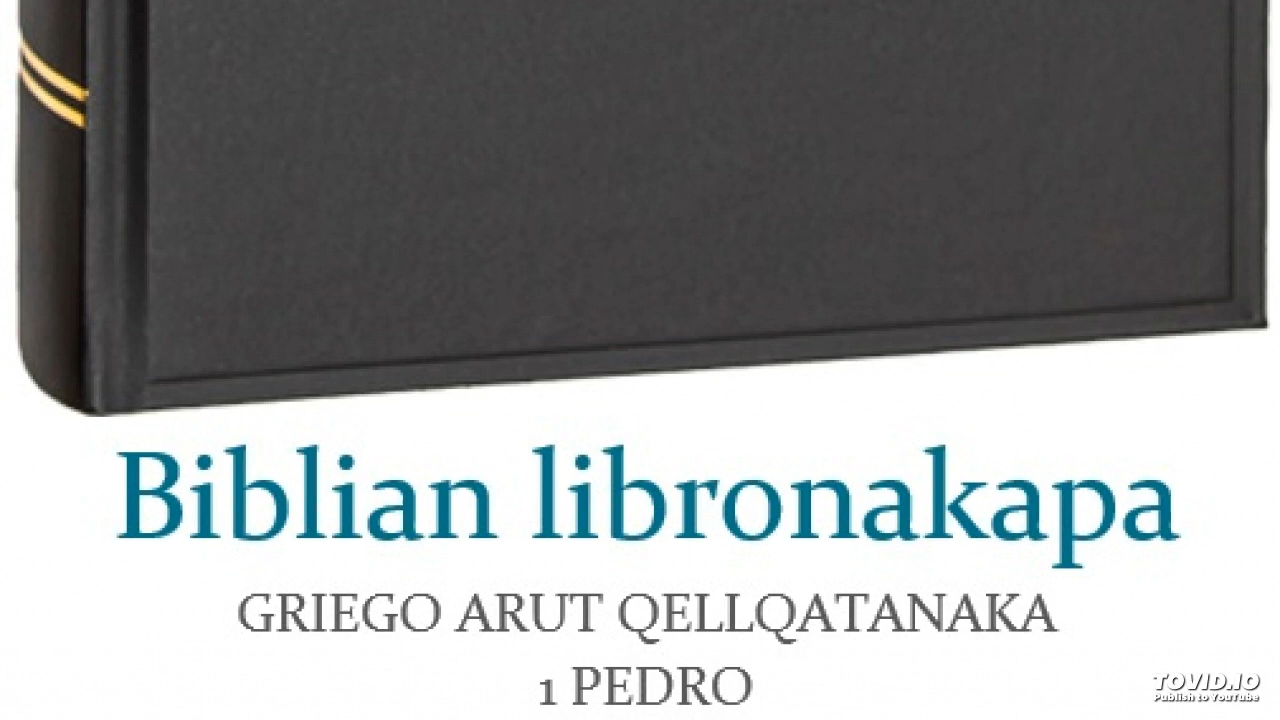 Biblian libronakapa
GRIEGO ARUT QELLQATANAKA
1 PEDRO
TOVID.IO
Publish to YouTube